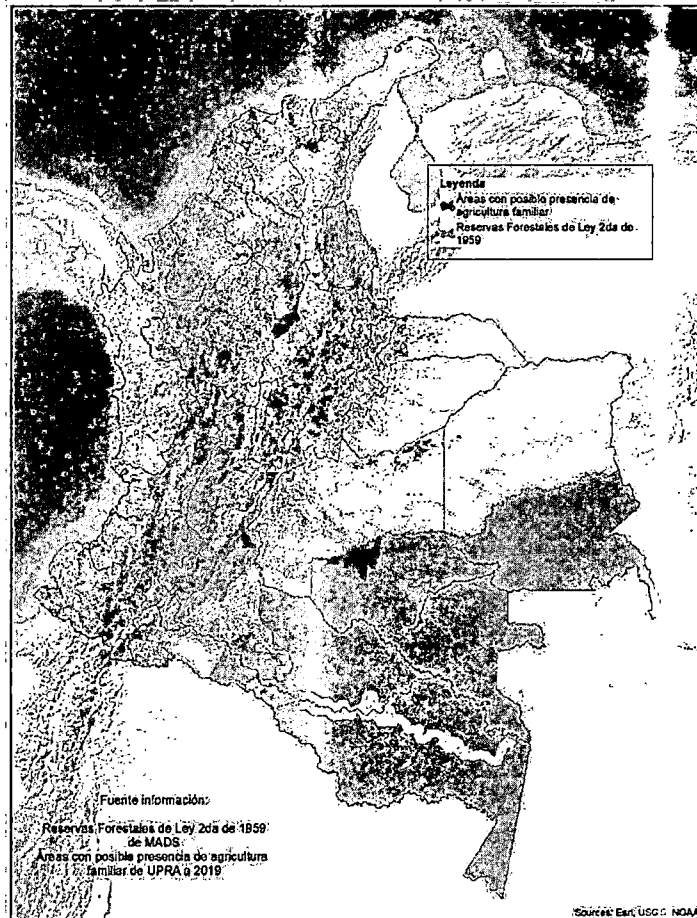 Leyenda
Áreas con posible presencia de
agricultura familiar
Reservas Forestales de Ley 2da de
1959
Fuente información:
Reservas Forestales de Ley 2da de 1959
de MADS
Áreas con posible presencia de agricultura
familiar de UPRA a 2019
Sources: Esri, USGS, NOAA